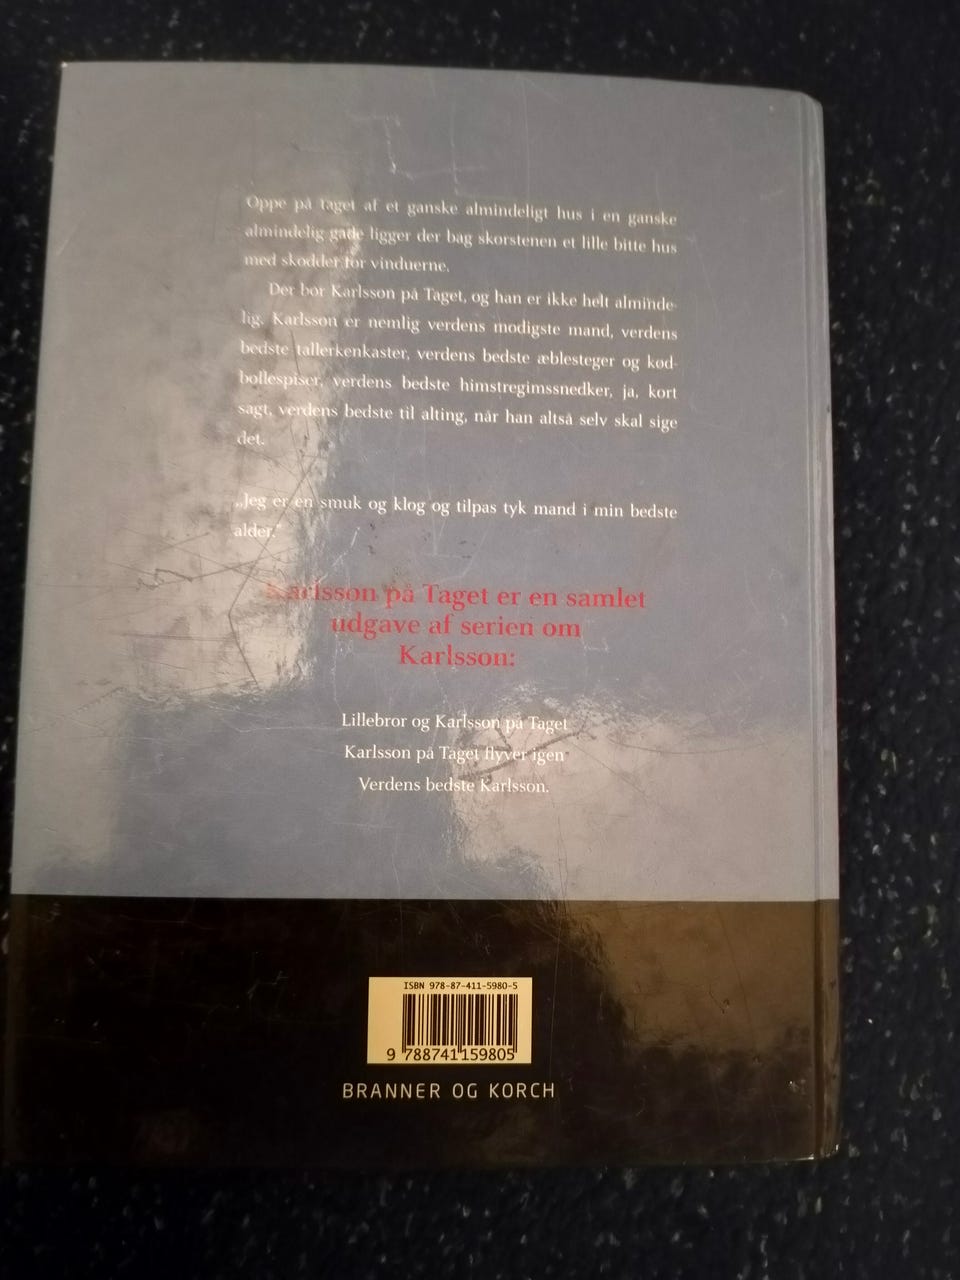 Oppe på taget af et ganske almindeligt hus i en ganske
almindelig gade ligger der bag skorstenen et lille bitte hus
med skodder for vinduerne.
Der bor Karlsson på Taget, og han er ikke helt alminde-
lig. Karlsson er nemlig verdens modigste mand, verdens
bedste tallerkenkaster, verdens bedste æblesteger og kød-
bollespiser, verdens bedste himstregimssnedker, ja, kort
sagt, verdens bedste til alting, når han altså selv skal sige
det.
„Jeg er en smuk og klog og tilpas tyk mand i min bedste
alder.”
Karlsson på Taget er en samlet
udgave af serien om
Karlsson:
Lillebror og Karlsson på Taget
Karlsson på Taget flyver igen
Verdens bedste Karlsson.
ISBN 978-87-411-5980-5
9 788741 159805
BRANNER OG KORCH